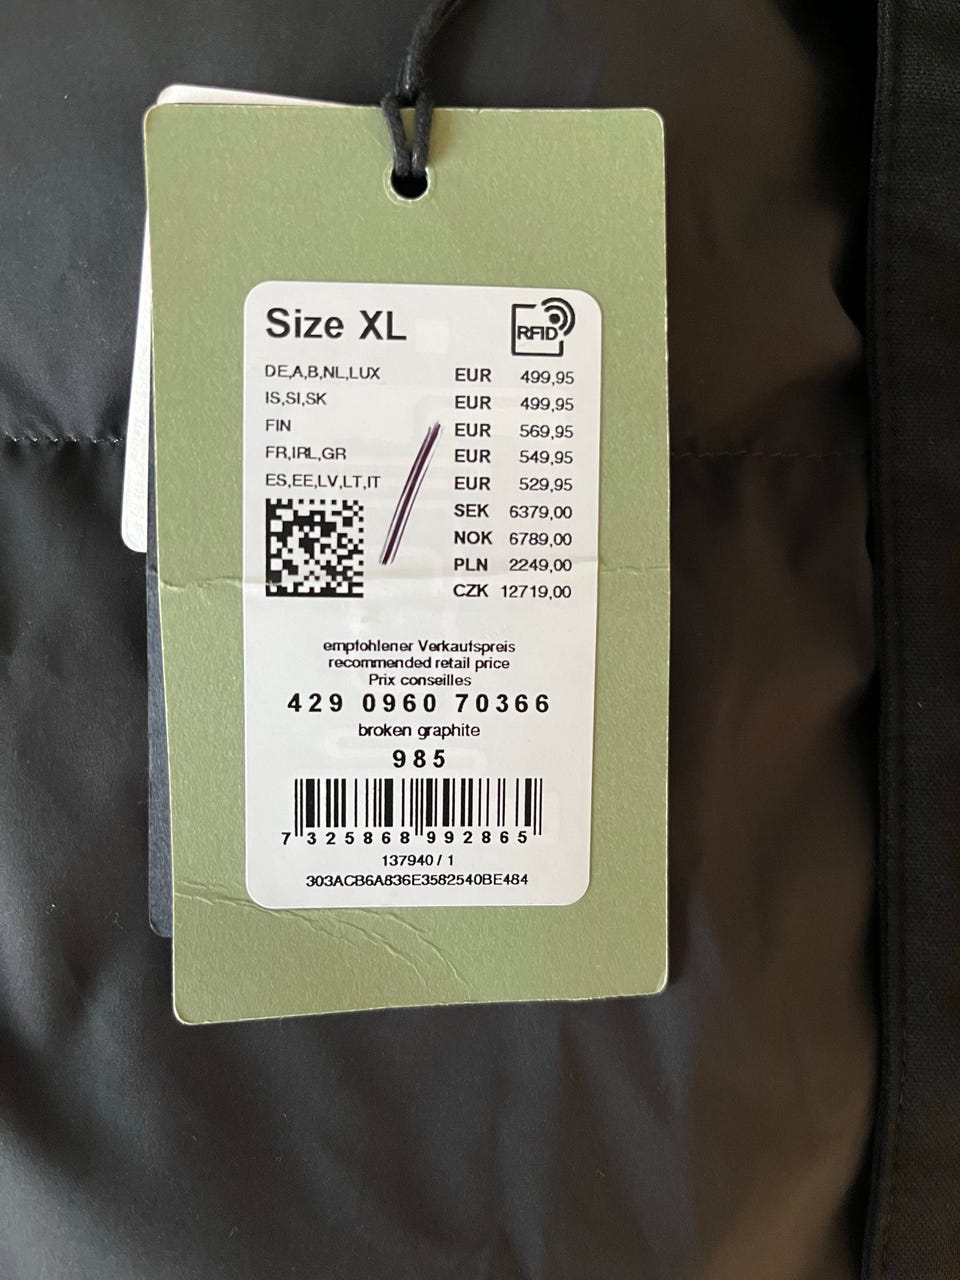 Size XL
RFID
DE,A,B,NL,LUX EUR 499,95
IS,SI,SK EUR 499,95
FIN EUR 569,95
FR,IRL,GR EUR 549,95
ES,EE,LV,LT,IT EUR 529,95
SEK 6379,00
NOK 6789,00
PLN 2249,00
CZK 12719,00
empfohlener Verkaufspreis
recommended retail price
Prix conseilles
429 0960 70366
broken graphite
985
7 325868 992865
137940 / 1
303ACB6A836E3582540BE484